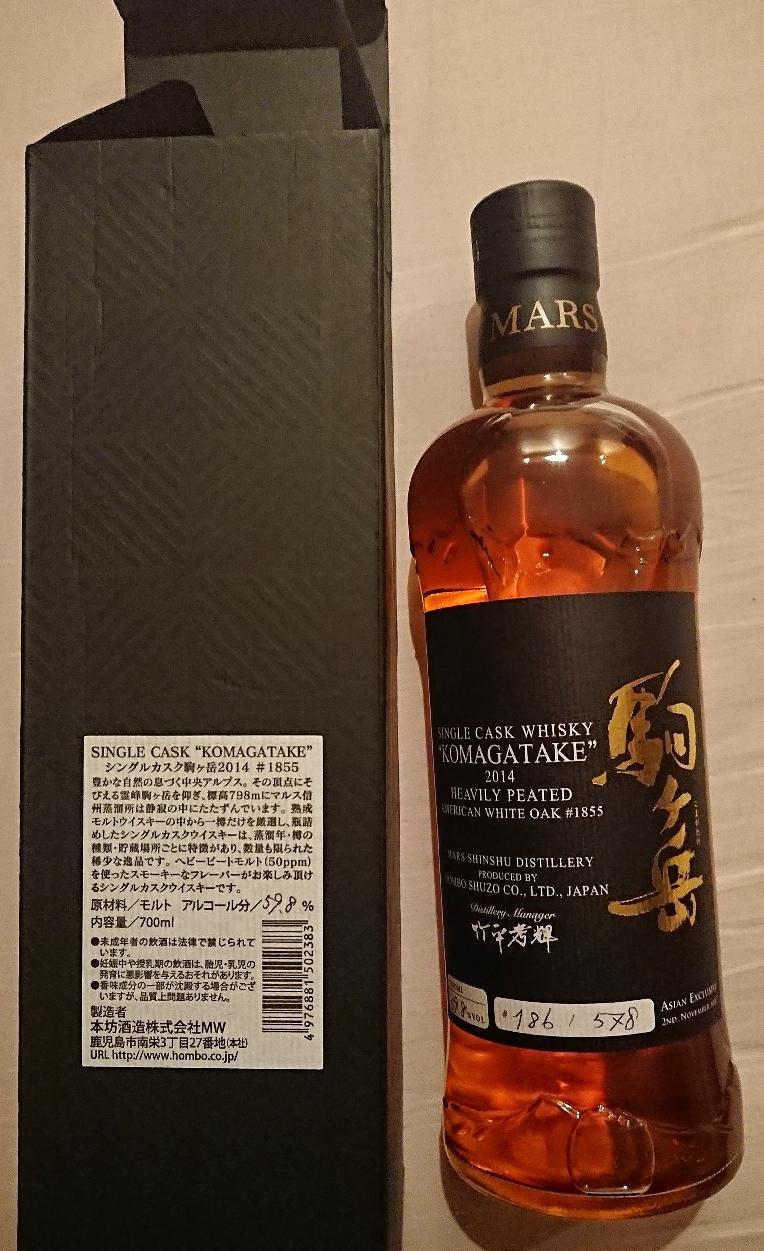 SINGLE CASK “KOMAGATAKE”
シングルカスク駒ヶ岳2014 #1855
豊かな自然の息づく中央アルプス。その頂点にそ
びえる霊峰駒ヶ岳を仰ぎ、標高798mにマルス信
州蒸溜所は静寂の中にたたずんでいます。熟成
モルトウイスキーの中から一樽だけを厳選し、瓶詰
めしたシングルカスクウイスキーは、蒸溜年・樽の
種類・貯蔵場所ごとに特徴があり、数量も限られた
稀少な逸品です。ヘビーピートモルト(50ppm)
を使ったスモーキーなフレーバーがお楽しみ頂け
るシングルカスクウイスキーです。
原材料/モルト アルコール分/59.8 %
内容量/700ml
●未成年者の飲酒は法律で禁じられて
います。
●妊娠中や授乳期の飲酒は、胎児・乳児の
発育に悪影響を与えるおそれがあります。
●香味成分の一部が沈殿する場合がござ
いますが、品質上問題ありません。
製造者
本坊酒造株式会社MW
鹿児島市南栄3丁目27番地(本社)
URL http://www.hombo.co.jp/
4976881502383
MARS
SINGLE CASK WHISKY
“KOMAGATAKE”
2014
HEAVILY PEATED
AMERICAN WHITE OAK #1855
駒ヶ岳
MARS SHINSHU DISTILLERY
PRODUCED BY
HOMBO SHUZO CO., LTD., JAPAN
Distillery Manager
竹平考輝
59.8%VOL
# 186 / 578
ASIAN EXCLUSIVE
2ND. NOVEMBER